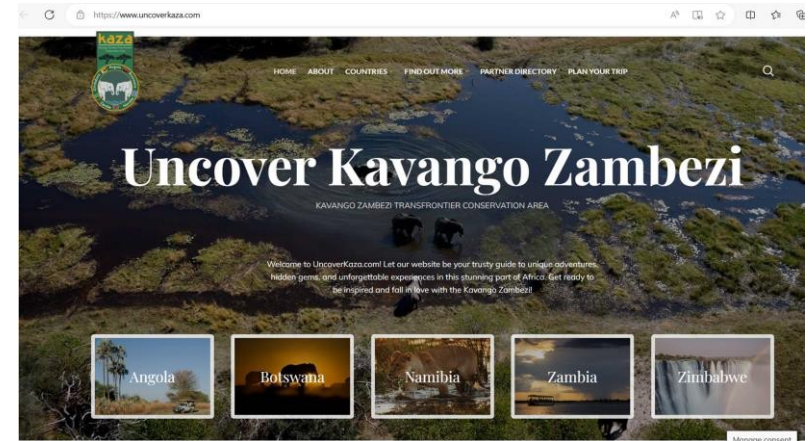 https://www.uncoverkaza.com
kaza
HOME ABOUT COUNTRIES FIND OUT MORE PARTNER DIRECTORY PLAN YOUR TRIP
Uncover Kavango Zambezi
KAVANGO ZAMBEZI TRANSFRONTIER CONSERVATION AREA
Welcome to UncoverKaza.com! Let our website be your trusty guide to unique adventures,
hidden gems, and unforgettable experiences in this stunning part of Africa. Get ready to
be inspired and fall in love with the Kavango Zambezi!
Angola Botswana Namibia Zambia Zimbabwe
Manage consent